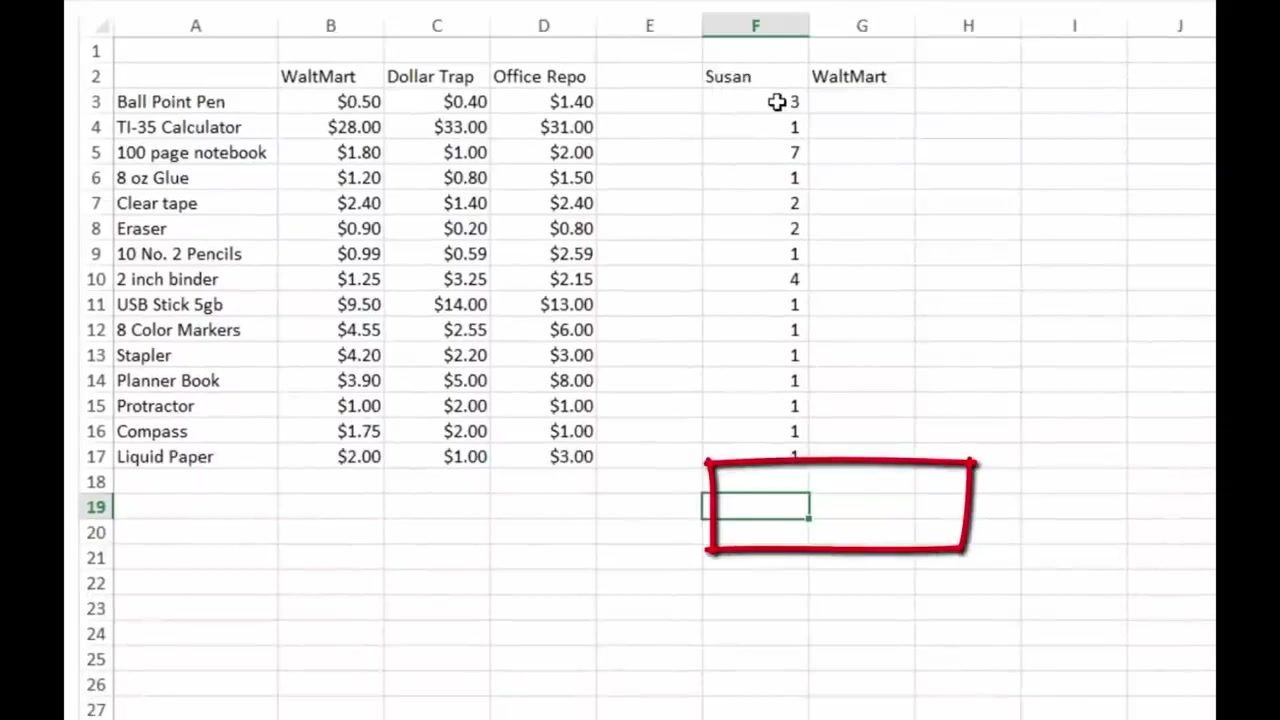 A B C D E F G H I J
1
2 WaltMart Dollar Trap Office Repo Susan WaltMart
3 Ball Point Pen $0.50 $0.40 $1.40 3
4 TI-35 Calculator $28.00 $33.00 $31.00 1
5 100 page notebook $1.80 $1.00 $2.00 7
6 8 oz Glue $1.20 $0.80 $1.50 1
7 Clear tape $2.40 $1.40 $2.40 2
8 Eraser $0.90 $0.20 $0.80 2
9 10 No. 2 Pencils $0.99 $0.59 $2.59 1
10 2 inch binder $1.25 $3.25 $2.15 4
11 USB Stick 5gb $9.50 $14.00 $13.00 1
12 8 Color Markers $4.55 $2.55 $6.00 1
13 Stapler $4.20 $2.20 $3.00 1
14 Planner Book $3.90 $5.00 $8.00 1
15 Protractor $1.00 $2.00 $1.00 1
16 Compass $1.75 $2.00 $1.00 1
17 Liquid Paper $2.00 $1.00 $3.00 1
18
19
20
21
22
23
24
25
26
27